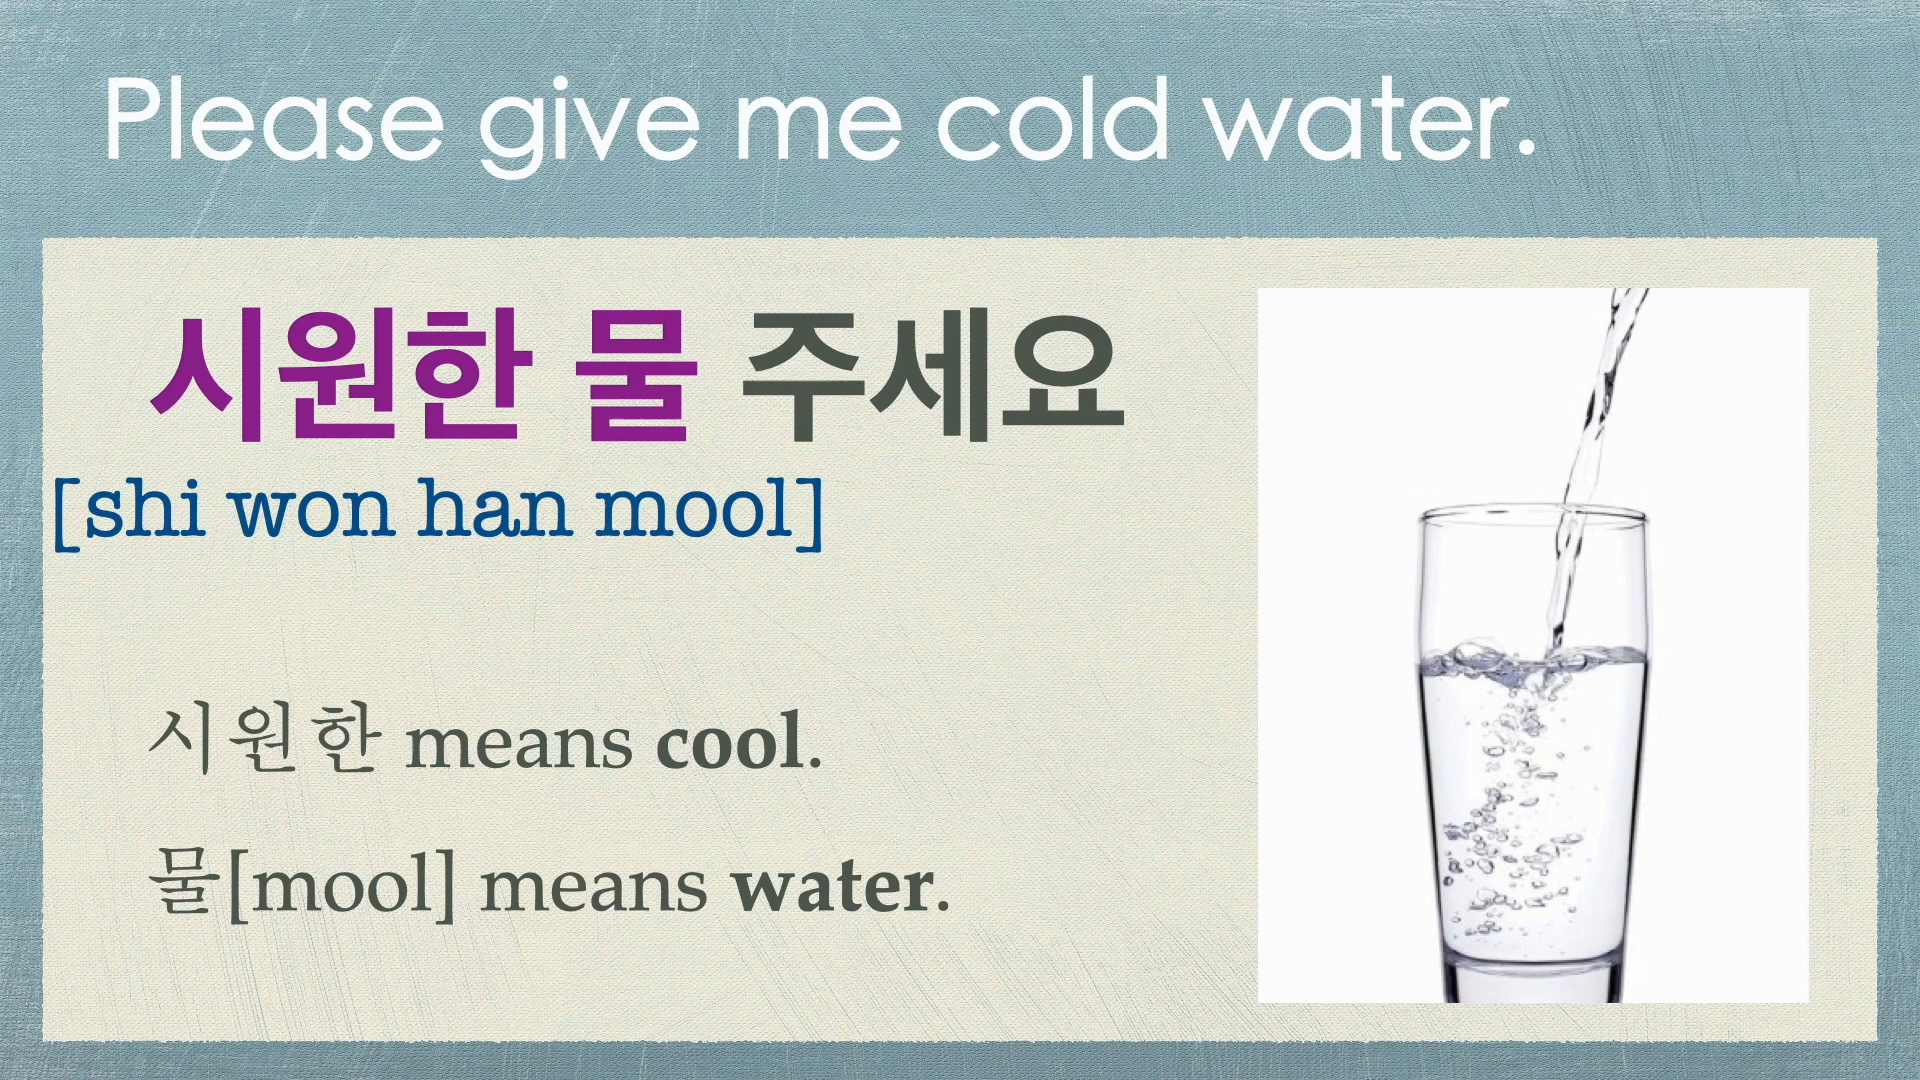 Please give me cold water.
시원한 물 주세요
[shi won han mool]
시원한 means cool.
물[mool] means water.